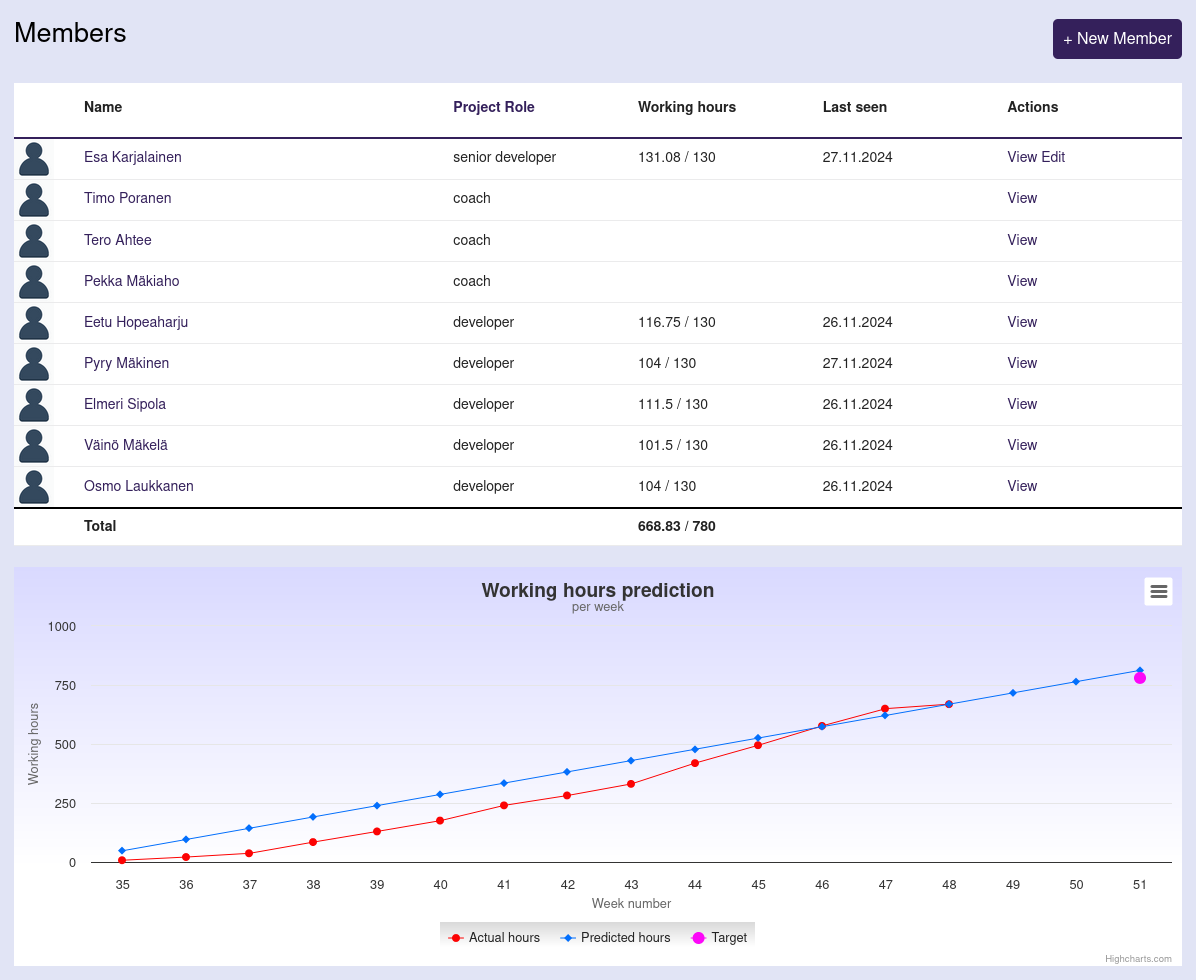 Members
+ New Member
Name Project Role Working hours Last seen Actions
Esa Karjalainen senior developer 131.08 / 130 27.11.2024 View Edit
Timo Poranen coach View
Tero Ahtee coach View
Pekka Mäkiaho coach View
Eetu Hopeaharju developer 116.75 / 130 26.11.2024 View
Pyry Mäkinen developer 104 / 130 27.11.2024 View
Elmeri Sipola developer 111.5 / 130 26.11.2024 View
Väinö Mäkelä developer 101.5 / 130 26.11.2024 View
Osmo Laukkanen developer 104 / 130 26.11.2024 View
Total 668.83 / 780
Working hours prediction
per week
Working hours
1000
750
500
250
0
35 36 37 38 39 40 41 42 43 44 45 46 47 48 49 50 51
Week number
Actual hours Predicted hours Target
Highcharts.com